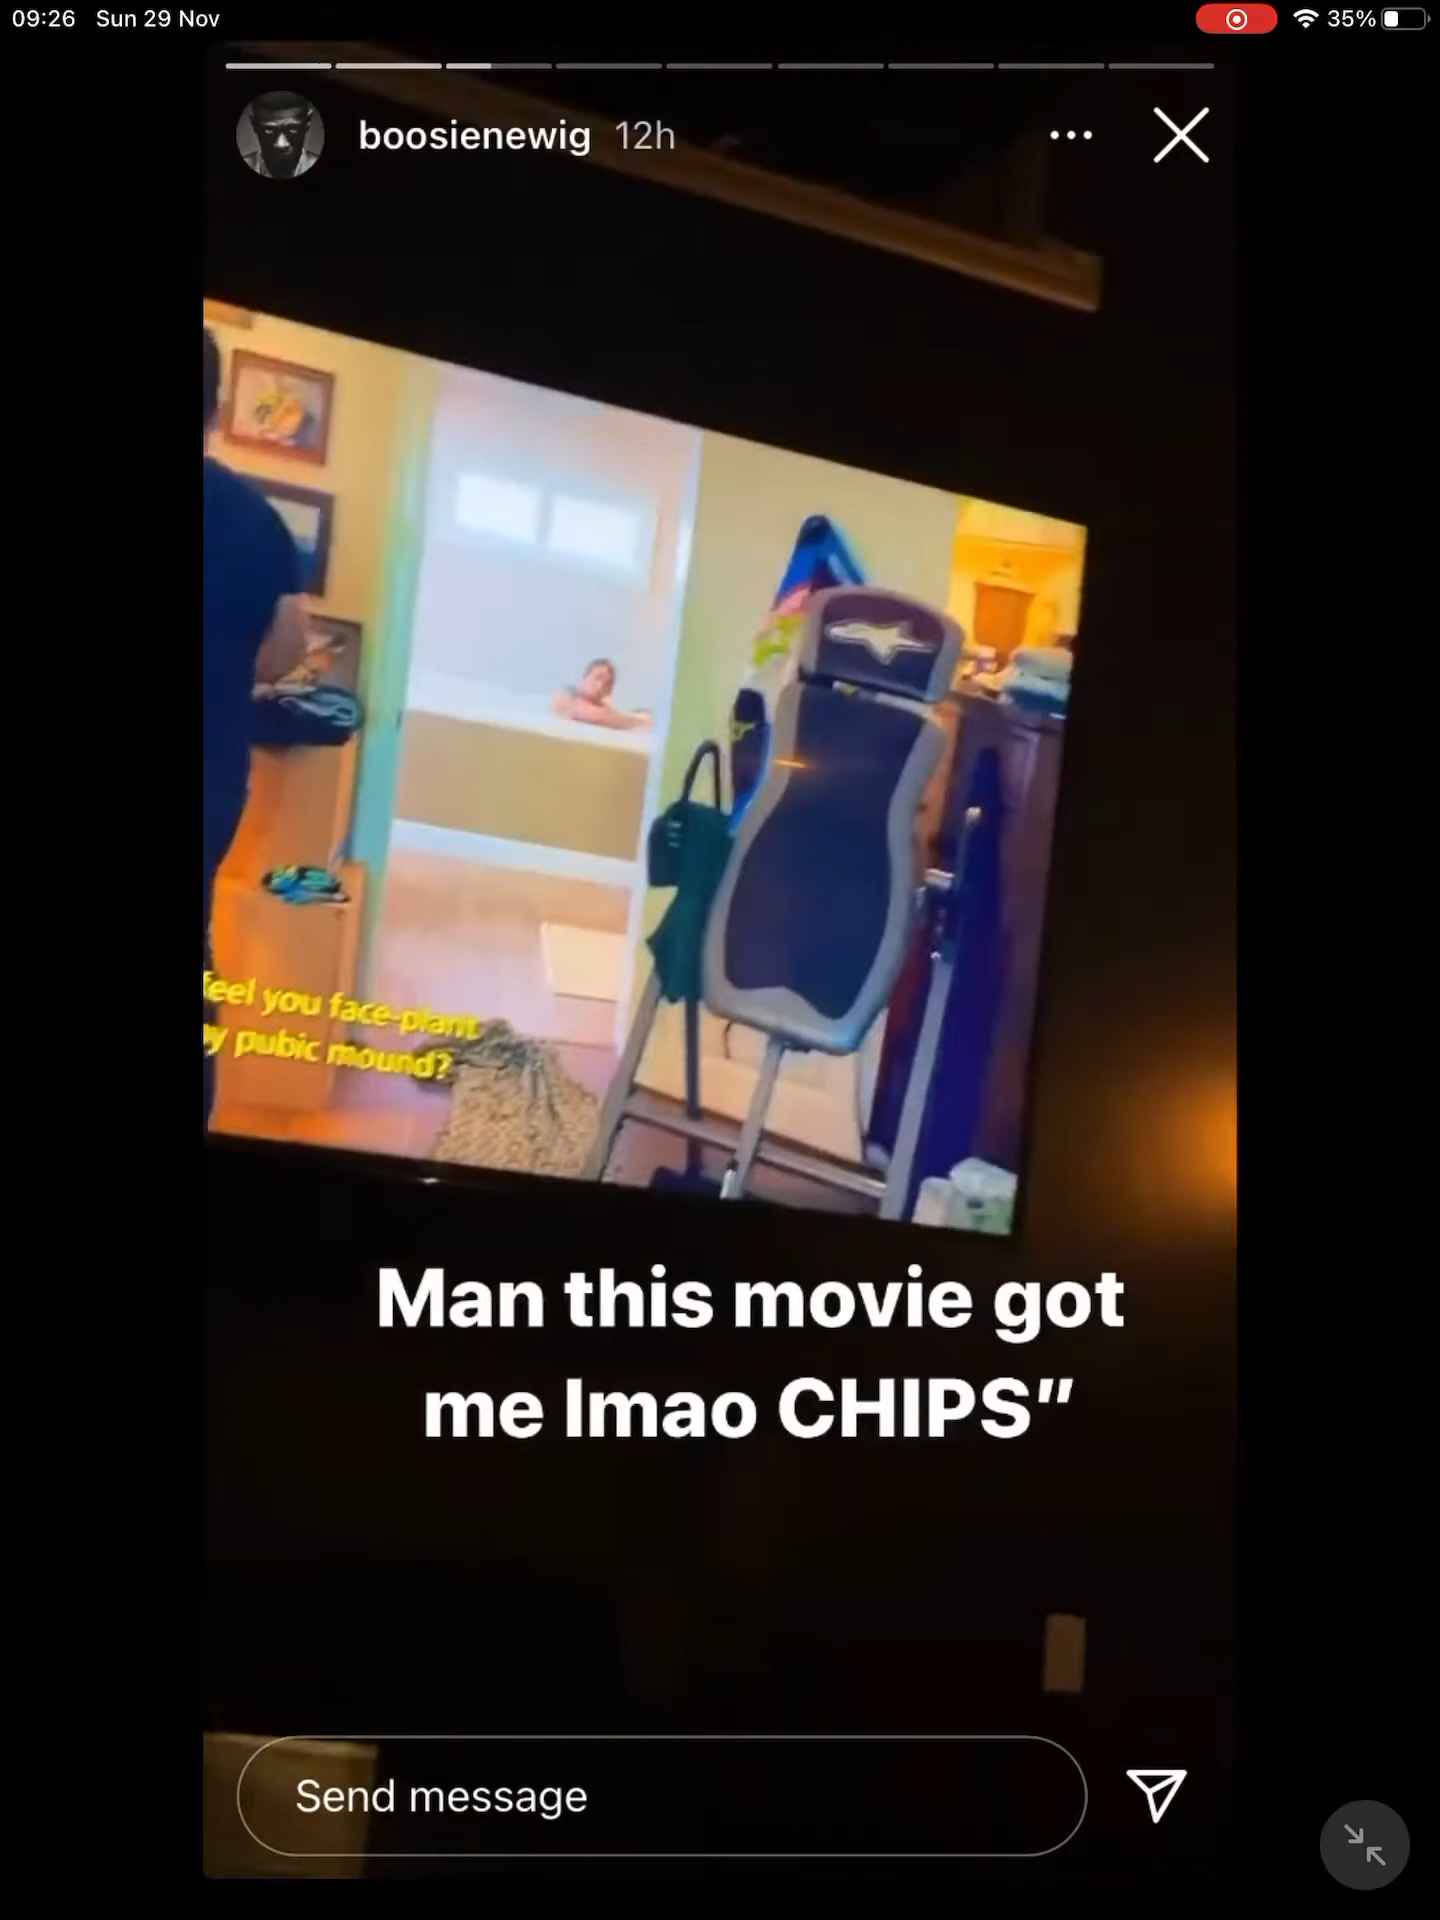 09:26 Sun 29 Nov
35%
boosienewig 12h
feel you face-plant
pubic mound?
Man this movie got
me lmao CHIPS"
Send message